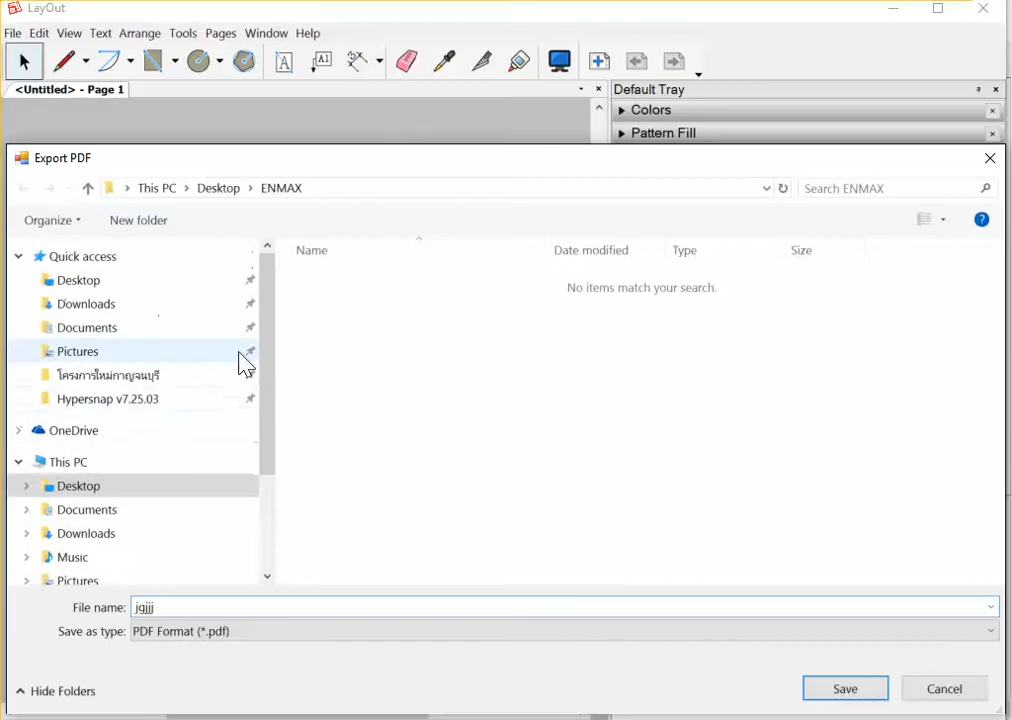 LayOut
File Edit View Text Arrange Tools Pages Window Help
A AI
<Untitled> - Page 1
Default Tray
Colors
Pattern Fill
Export PDF
This PC > Desktop > ENMAX
Search ENMAX
Organize
New folder
Name Date modified Type Size
No items match your search.
Quick access
Desktop
Downloads
Documents
Pictures
โครงการใหม่กาญจนบุรี
Hypersnap v7.25.03
OneDrive
This PC
Desktop
Documents
Downloads
Music
Pictures
File name: jgjjj
Save as type: PDF Format (*.pdf)
Hide Folders
Save
Cancel